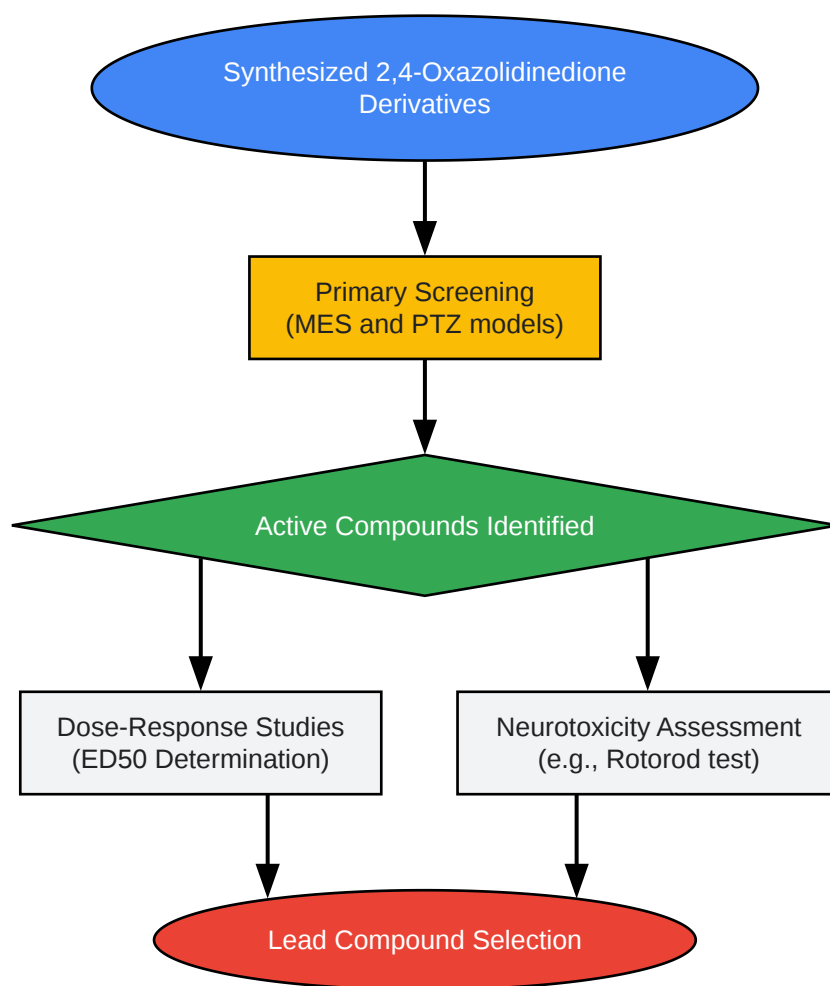 Synthesized 2,4-Oxazolidinedione
Derivatives
Primary Screening
(MES and PTZ models)
Active Compounds Identified
Dose-Response Studies
(ED50 Determination)
Neurotoxicity Assessment
(e.g., Rotorod test)
Lead Compound Selection